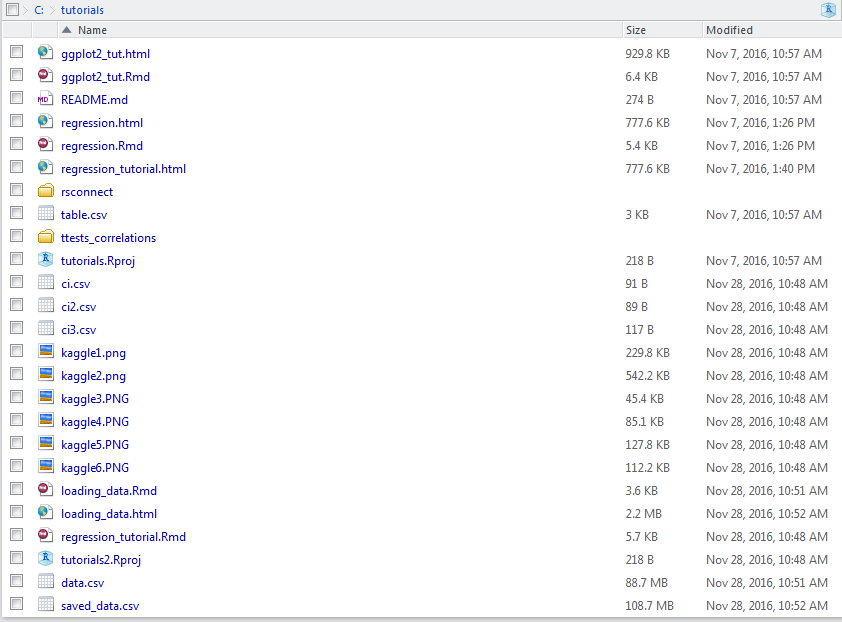 C: tutorials
Name Size Modified
ggplot2_tut.html 929.8 KB Nov 7, 2016, 10:57 AM
ggplot2_tut.Rmd 6.4 KB Nov 7, 2016, 10:57 AM
README.md 274 B Nov 7, 2016, 10:57 AM
regression.html 777.6 KB Nov 7, 2016, 1:26 PM
regression.Rmd 5.4 KB Nov 7, 2016, 1:26 PM
regression_tutorial.html 777.6 KB Nov 7, 2016, 1:40 PM
rsconnect
table.csv 3 KB Nov 7, 2016, 10:57 AM
ttests_correlations
tutorials.Rproj 218 B Nov 7, 2016, 10:57 AM
ci.csv 91 B Nov 28, 2016, 10:48 AM
ci2.csv 89 B Nov 28, 2016, 10:48 AM
ci3.csv 117 B Nov 28, 2016, 10:48 AM
kaggle1.png 229.8 KB Nov 28, 2016, 10:48 AM
kaggle2.png 542.2 KB Nov 28, 2016, 10:48 AM
kaggle3.PNG 45.4 KB Nov 28, 2016, 10:48 AM
kaggle4.PNG 85.1 KB Nov 28, 2016, 10:48 AM
kaggle5.PNG 127.8 KB Nov 28, 2016, 10:48 AM
kaggle6.PNG 112.2 KB Nov 28, 2016, 10:48 AM
loading_data.Rmd 3.6 KB Nov 28, 2016, 10:51 AM
loading_data.html 2.2 MB Nov 28, 2016, 10:52 AM
regression_tutorial.Rmd 5.7 KB Nov 28, 2016, 10:48 AM
tutorials2.Rproj 218 B Nov 28, 2016, 10:48 AM
data.csv 88.7 MB Nov 28, 2016, 10:51 AM
saved_data.csv 108.7 MB Nov 28, 2016, 10:52 AM